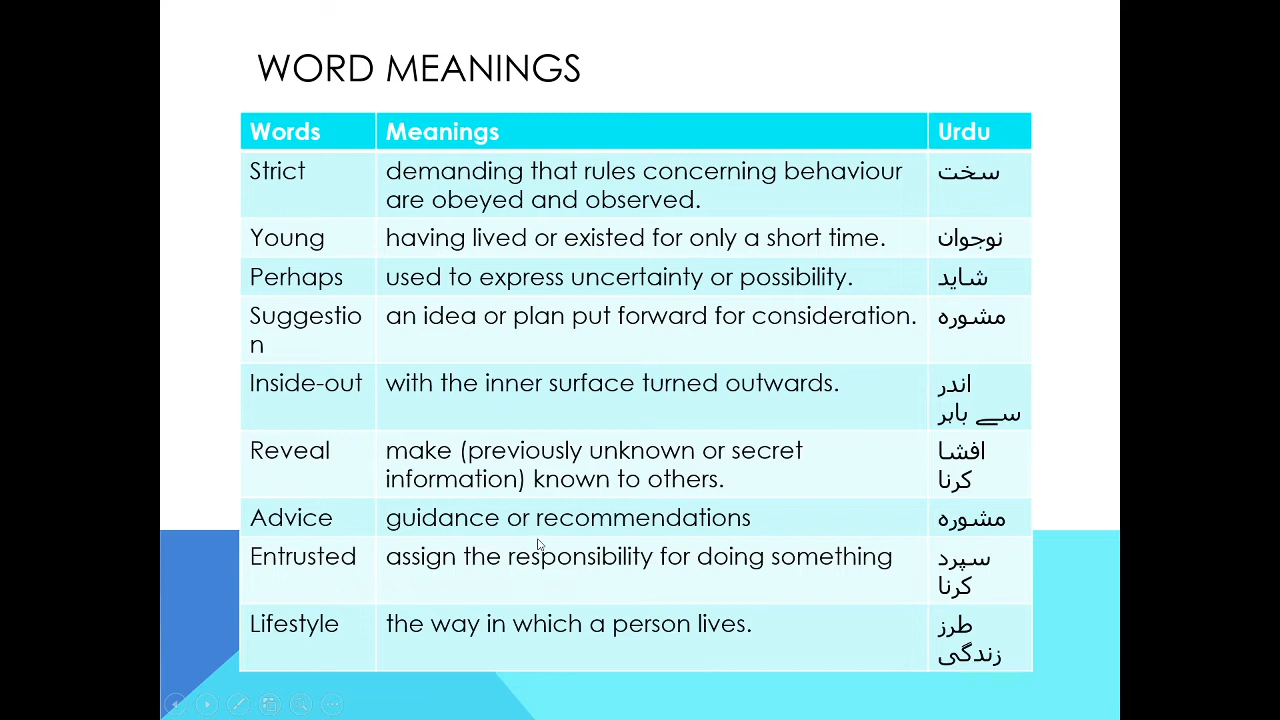 WORD MEANINGS
Words Meanings Urdu
Strict demanding that rules concerning behaviour سخت
are obeyed and observed.
Young having lived or existed for only a short time. نوجوان
Perhaps used to express uncertainty or possibility. شاید
Suggestio an idea or plan put forward for consideration. مشورہ
n
Inside-out with the inner surface turned outwards. اندر
سے باہر
Reveal make (previously unknown or secret افشا
information) known to others. کرنا
Advice guidance or recommendations مشورہ
Entrusted assign the responsibility for doing something سپرد
کرنا
Lifestyle the way in which a person lives. طرز
زندگی